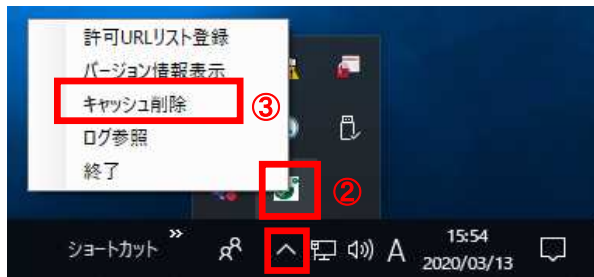 許可URLリスト登録
バージョン情報表示
キャッシュ削除
③
ログ参照
終了
②
ショートカット
A
15:54
2020/03/13